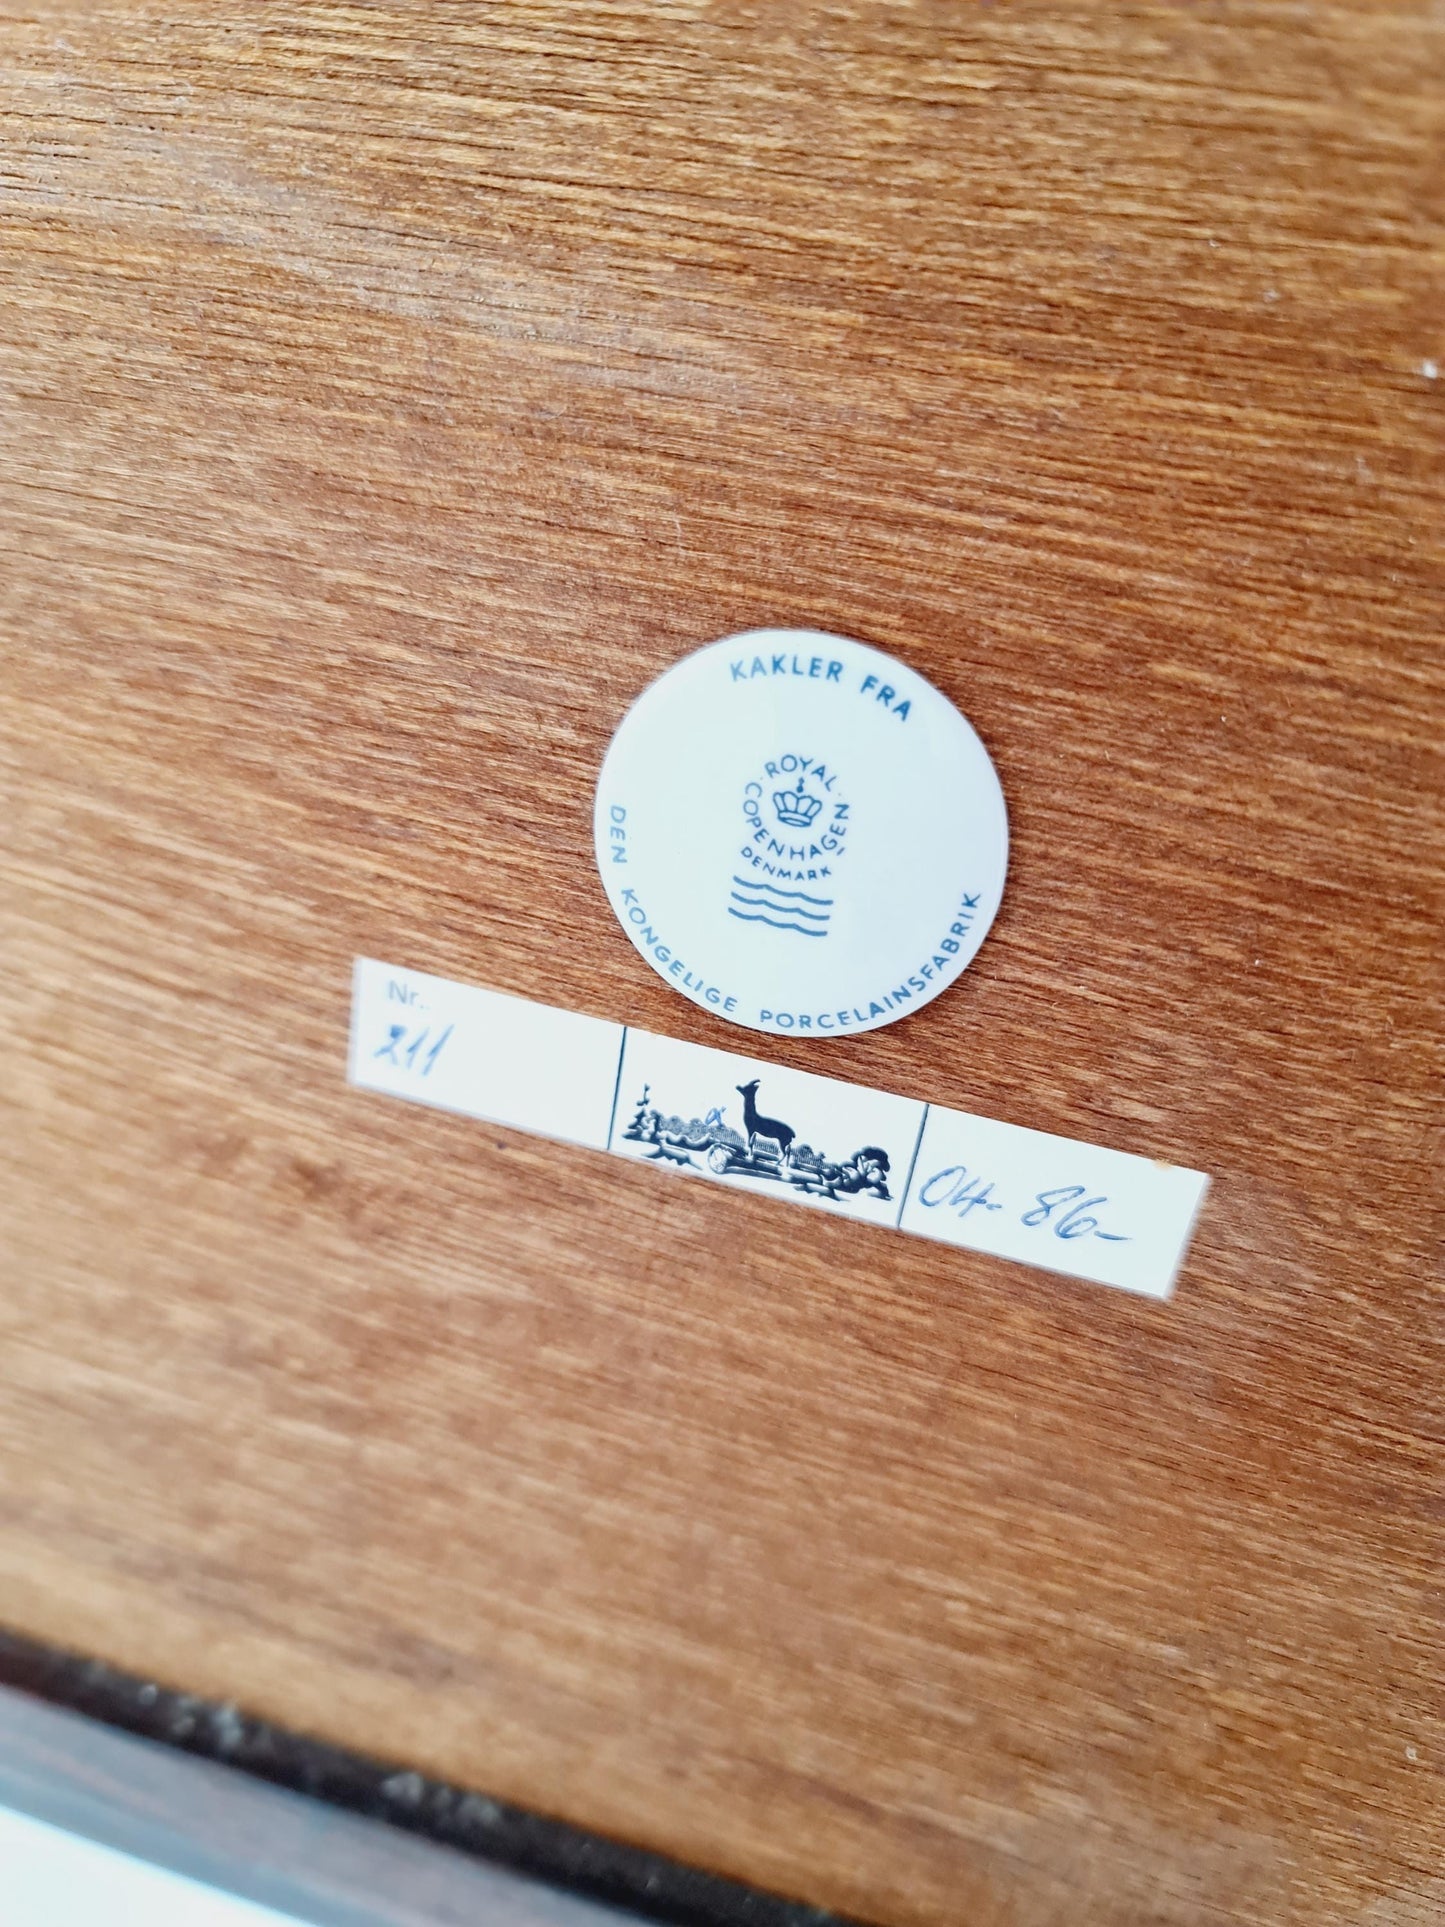 KAKLER FRA
ROYAL
COPENHAGEN
DENMARK
DEN KONGELIGE PORCELAINSFABRIK
Nr.
211
04-86-